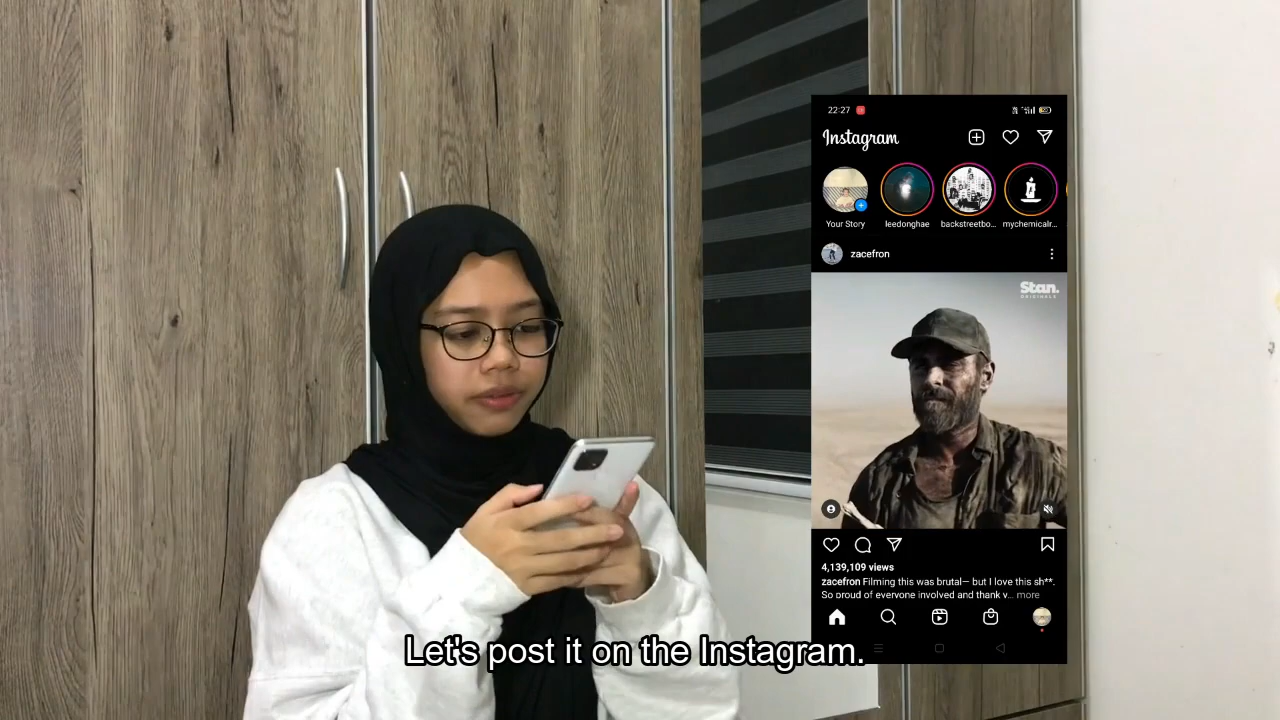 22:27
Instagram
Your Story
leedonghae
backstreetbo...
mychemicalr...
zacefron
Stan.
ORIGINALS
4,139,109 views
zacefron Filming this was brutal— but I love this sh**.
So proud of everyone involved and thank v... more
Let's post it on the Instagram.